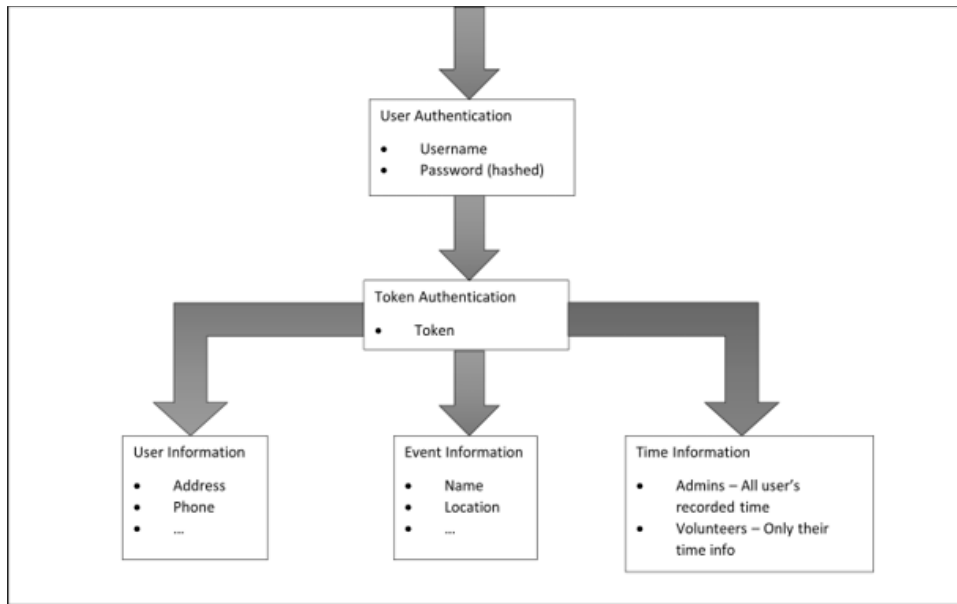 User Authentication
• Username
• Password (hashed)
Token Authentication
• Token
User Information
• Address
• Phone
• ...
Event Information
• Name
• Location
• ...
Time Information
• Admins – All user's
recorded time
• Volunteers – Only their
time info